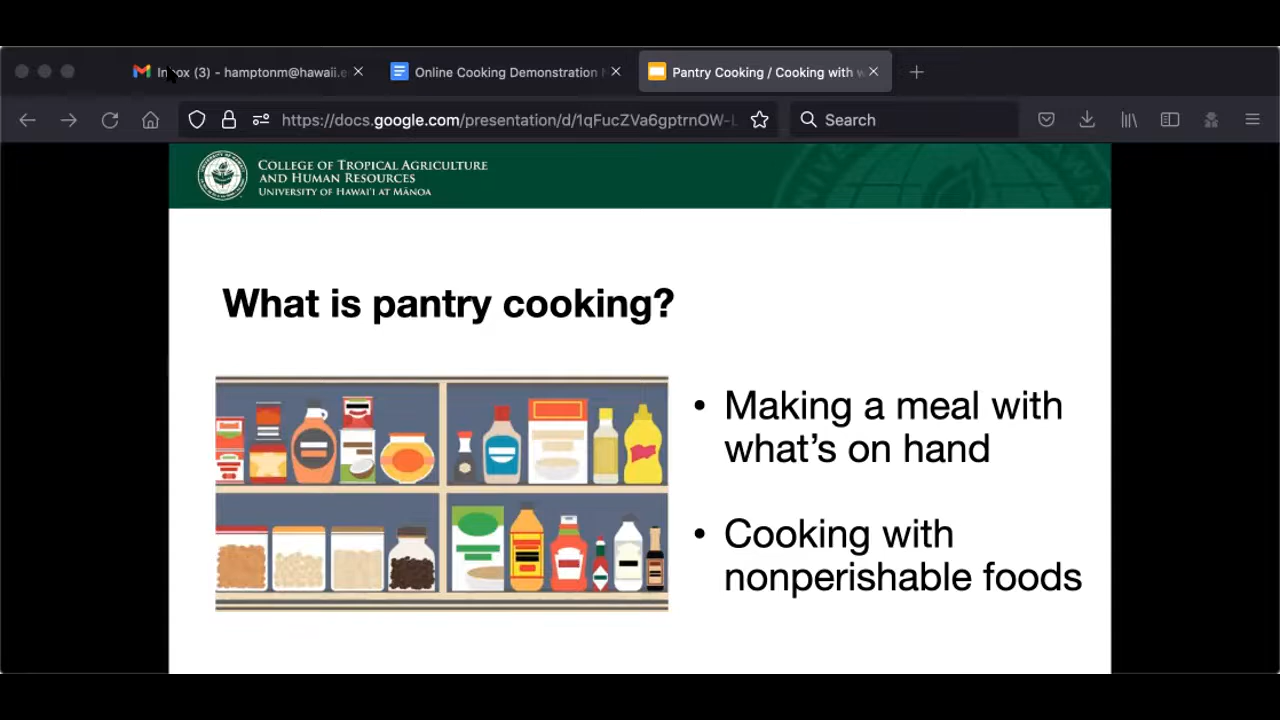 Inbox (3) - hamptonm@hawaii.e
Online Cooking Demonstration
Pantry Cooking / Cooking with w
https://docs.google.com/presentation/d/1qFucZVa6gptrnOW-L
Search
COLLEGE OF TROPICAL AGRICULTURE
AND HUMAN RESOURCES
UNIVERSITY OF HAWAI‘I AT MĀNOA
What is pantry cooking?
• Making a meal with
what’s on hand
• Cooking with
nonperishable foods